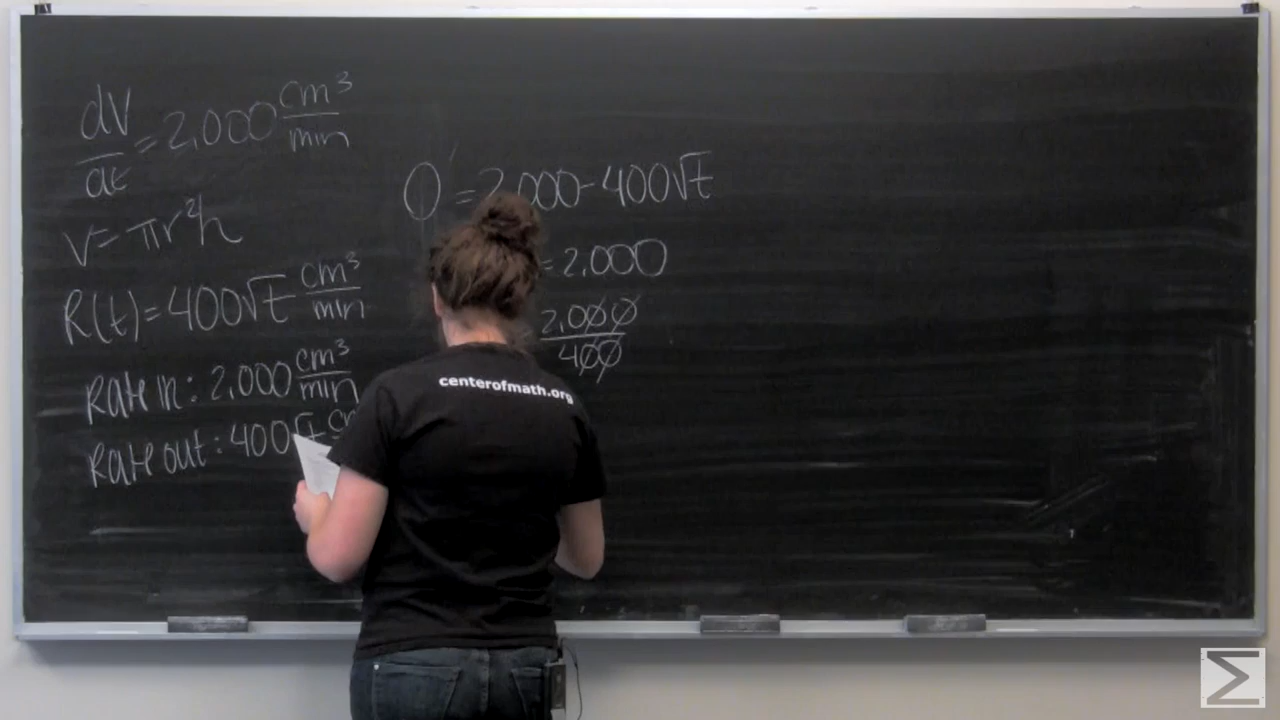 dV/dt = 2,000 cm³/min
V = πr²h
R(t) = 400√t cm³/min
Rate in: 2,000 cm³/min
Rate out: 400√t
Q' = 2,000 - 400√t
= 2,000
2,000/400
centerofmath.org
Σ